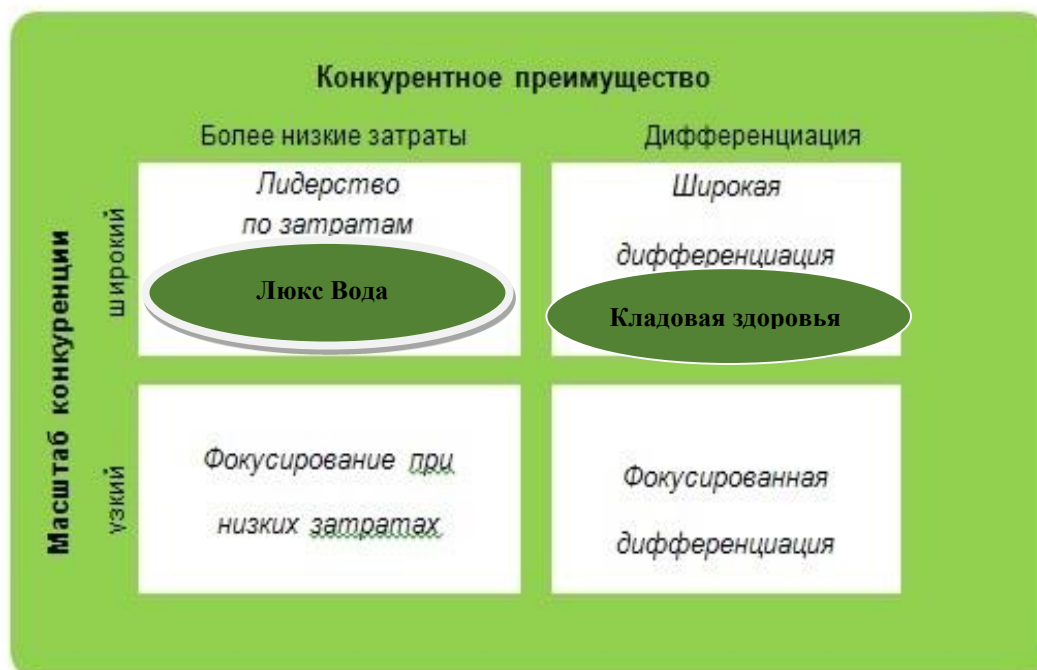 Конкурентное преимущество
Более низкие затраты
Дифференциация
Масштаб конкуренции
широкий
Лидерство
по затратам
Люкс Вода
Широкая
дифференциация
Кладовая здоровья
узкий
Фокусирование при
низких затратах
Фокусированная
дифференциация